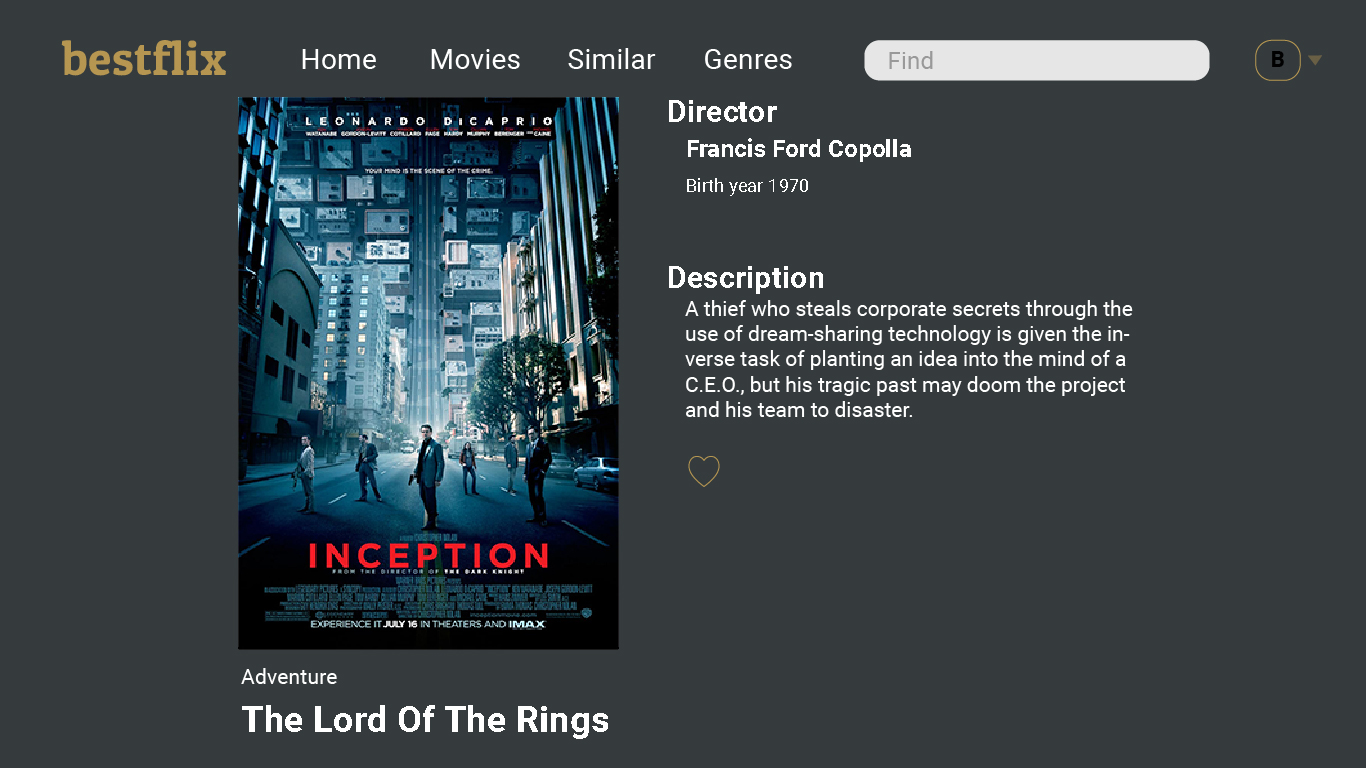 bestflix
Home Movies Similar Genres
Find
B
LEONARDO DiCAPRIO
WATANABE GORDON-LEVITT COTILLARD PAGE HARDY MURPHY BERENGER AND CAINE
YOUR MIND IS THE SCENE OF THE CRIME.
INCEPTION
FROM THE DIRECTOR OF THE DARK KNIGHT
EXPERIENCE IT JULY 16 IN THEATERS AND IMAX
Adventure
The Lord Of The Rings
Director
Francis Ford Copolla
Birth year 1970
Description
A thief who steals corporate secrets through the
use of dream-sharing technology is given the in-
verse task of planting an idea into the mind of a
C.E.O., but his tragic past may doom the project
and his team to disaster.